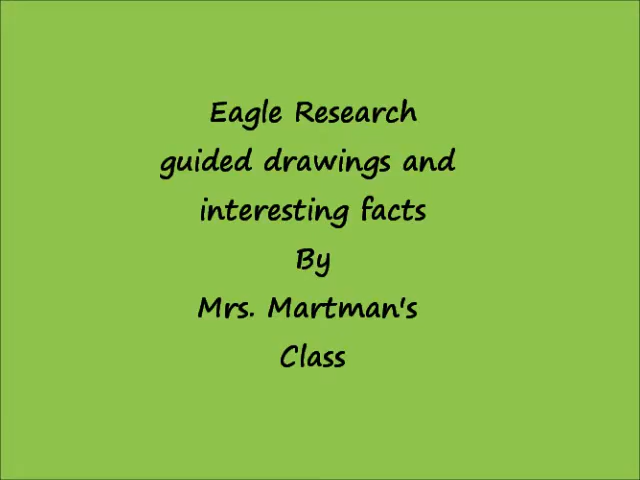 Eagle Research
guided drawings and
interesting facts
By
Mrs. Martman's
Class